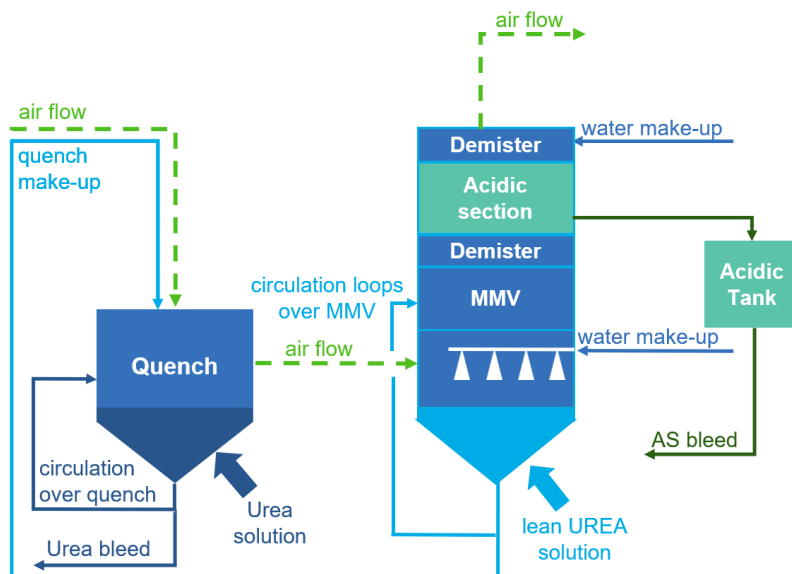 air flow
air flow
quench
make-up
Demister
water make-up
Acidic
section
Demister
Acidic
Tank
circulation loops
over MMV
MMV
water make-up
air flow
Quench
circulation
over quench
Urea
solution
lean UREA
solution
AS bleed
Urea bleed